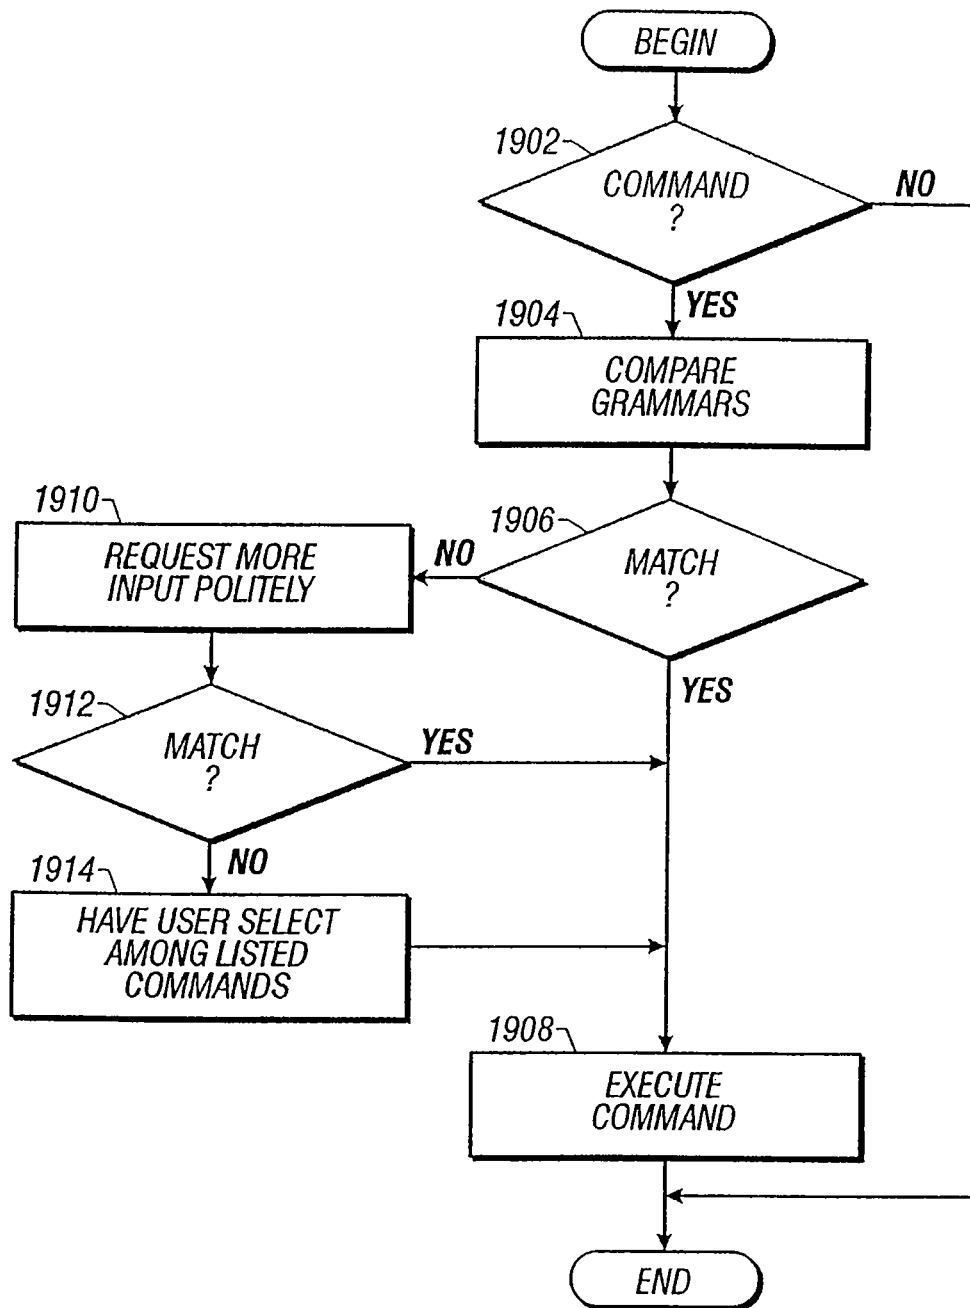 BEGIN
1902
COMMAND
?
NO
YES
1904
COMPARE
GRAMMARS
1910
REQUEST MORE
INPUT POLITELY
1906
NO
MATCH
?
YES
1912
MATCH
?
YES
NO
1914
HAVE USER SELECT
AMONG LISTED
COMMANDS
1908
EXECUTE
COMMAND
END